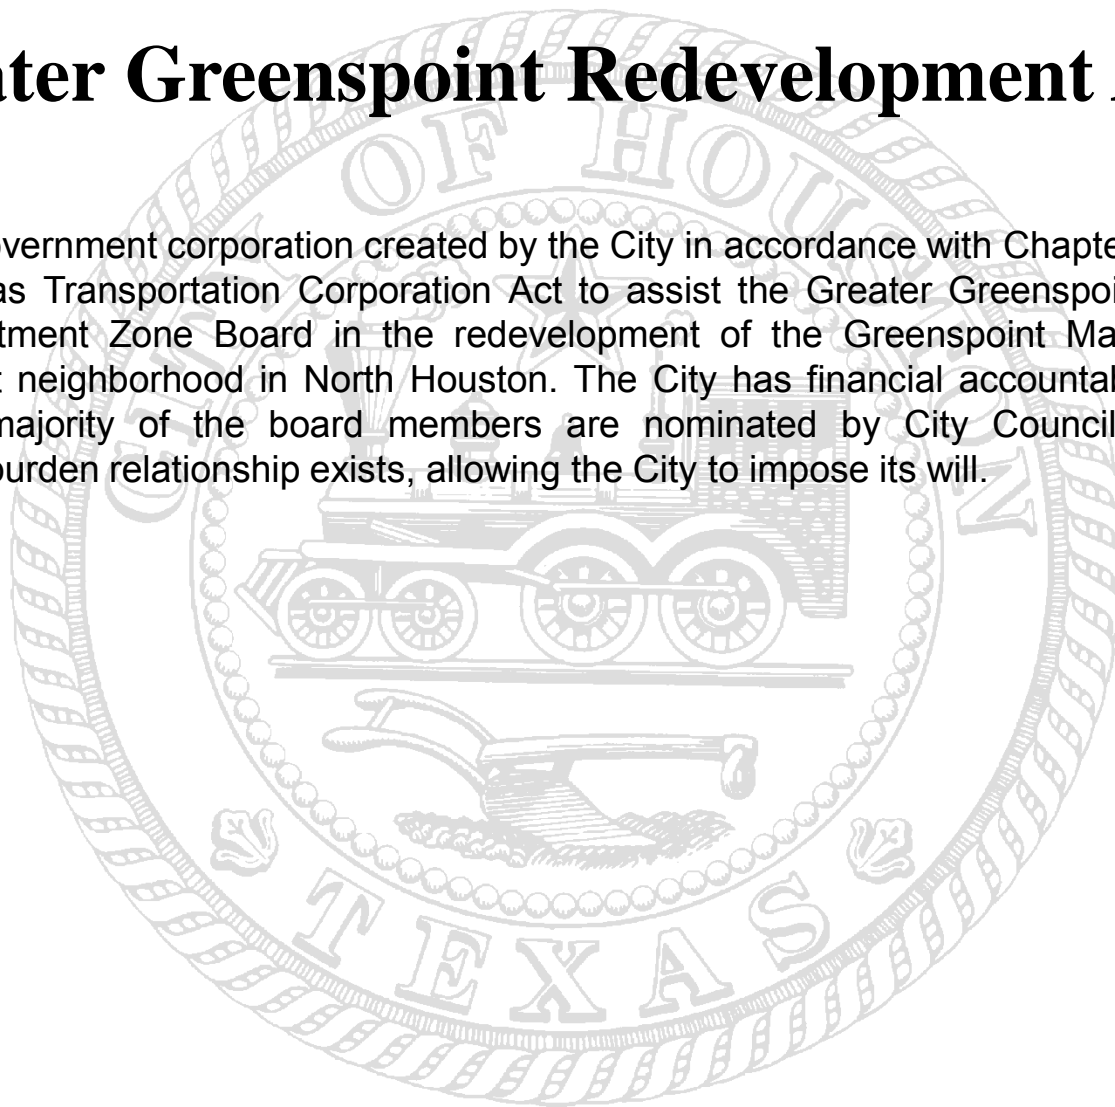 ater Greenspoint Redevelopment
overnment corporation created by the City in accordance with Chapte
as Transportation Corporation Act to assist the Greater Greenspoi
tment Zone Board in the redevelopment of the Greenspoint Ma
t neighborhood in North Houston. The City has financial accountal
majority of the board members are nominated by City Council
burden relationship exists, allowing the City to impose its will.
CITY OF HOUSTON
TEXAS